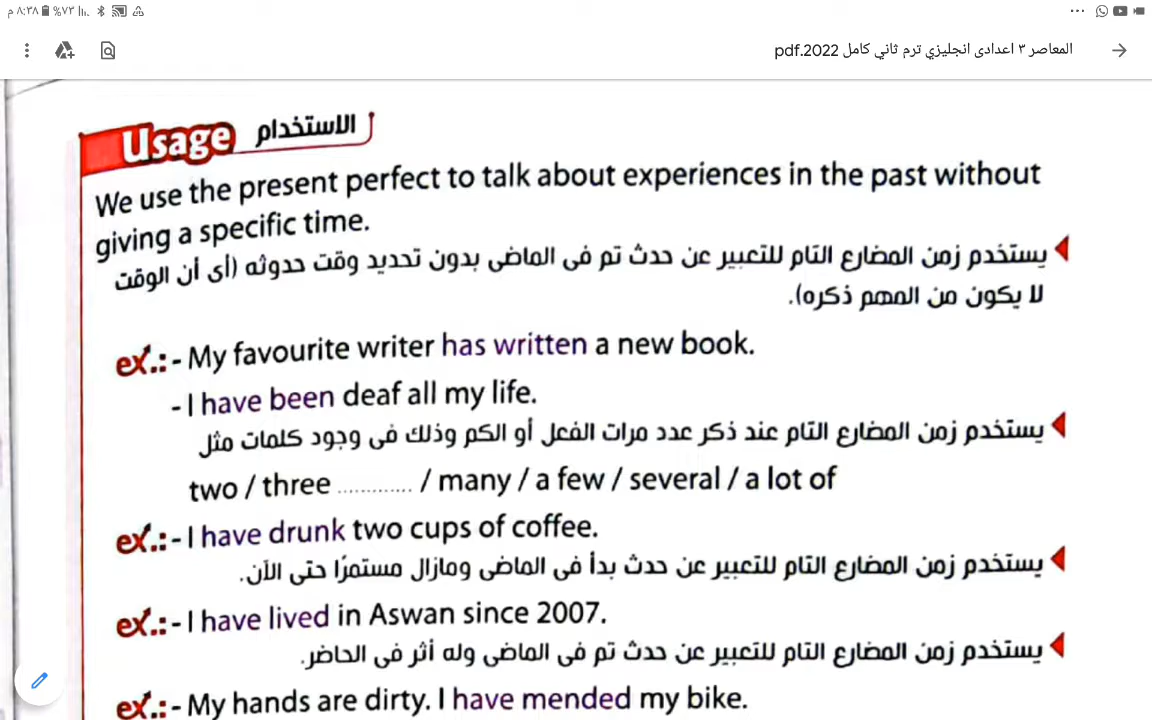 م ٨:٣٨ %٧٣
المعاصر ٣ اعدادى انجليزي ترم ثاني كامل 2022.pdf
Usage الاستخدام
We use the present perfect to talk about experiences in the past without
giving a specific time.
يستخدم زمن المضارع التام للتعبير عن حدث تم فى الماضى بدون تحديد وقت حدوثه (أى أن الوقت
لا يكون من المهم ذكره).
ex.: - My favourite writer has written a new book.
- I have been deaf all my life.
يستخدم زمن المضارع التام عند ذكر عدد مرات الفعل أو الكم وذلك فى وجود كلمات مثل
two / three ............. / many / a few / several / a lot of
ex.: - I have drunk two cups of coffee.
يستخدم زمن المضارع التام للتعبير عن حدث بدأ فى الماضى ومازال مستمرًا حتى الآن.
ex.: - I have lived in Aswan since 2007.
يستخدم زمن المضارع التام للتعبير عن حدث تم فى الماضى وله أثر فى الحاضر.
ex.: - My hands are dirty. I have mended my bike.